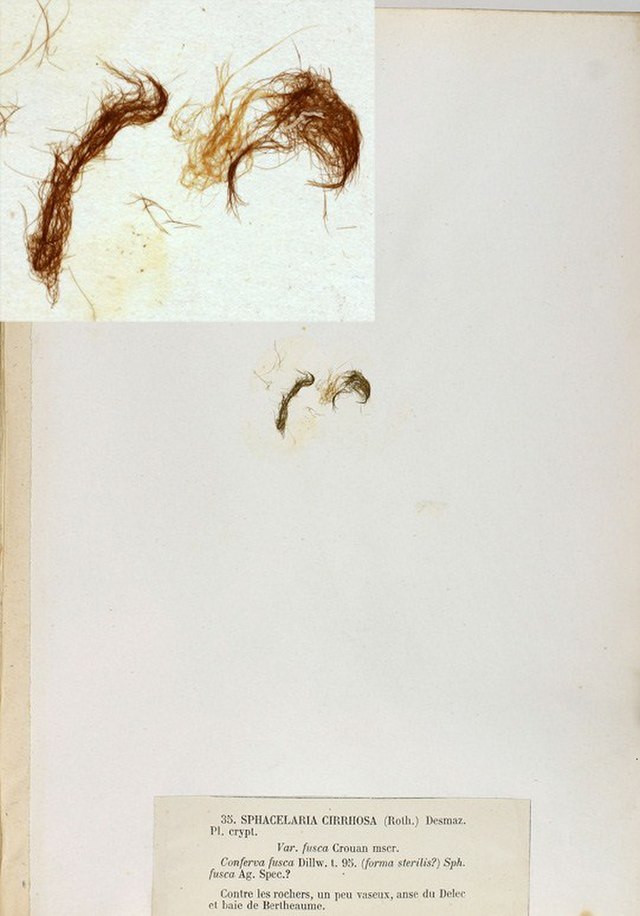 35. SPHACELARIA CIRRHOSA (Roth.) Desmaz.
Pl. crypt.
Var. fusca Crouan mscr.
Conferva fusca Dillw. t. 95. (forma sterilis?) Sph.
fusca Ag. Spec.?
Contre les rochers, un peu vaseux, anse du Delec
et baie de Bertheaume.